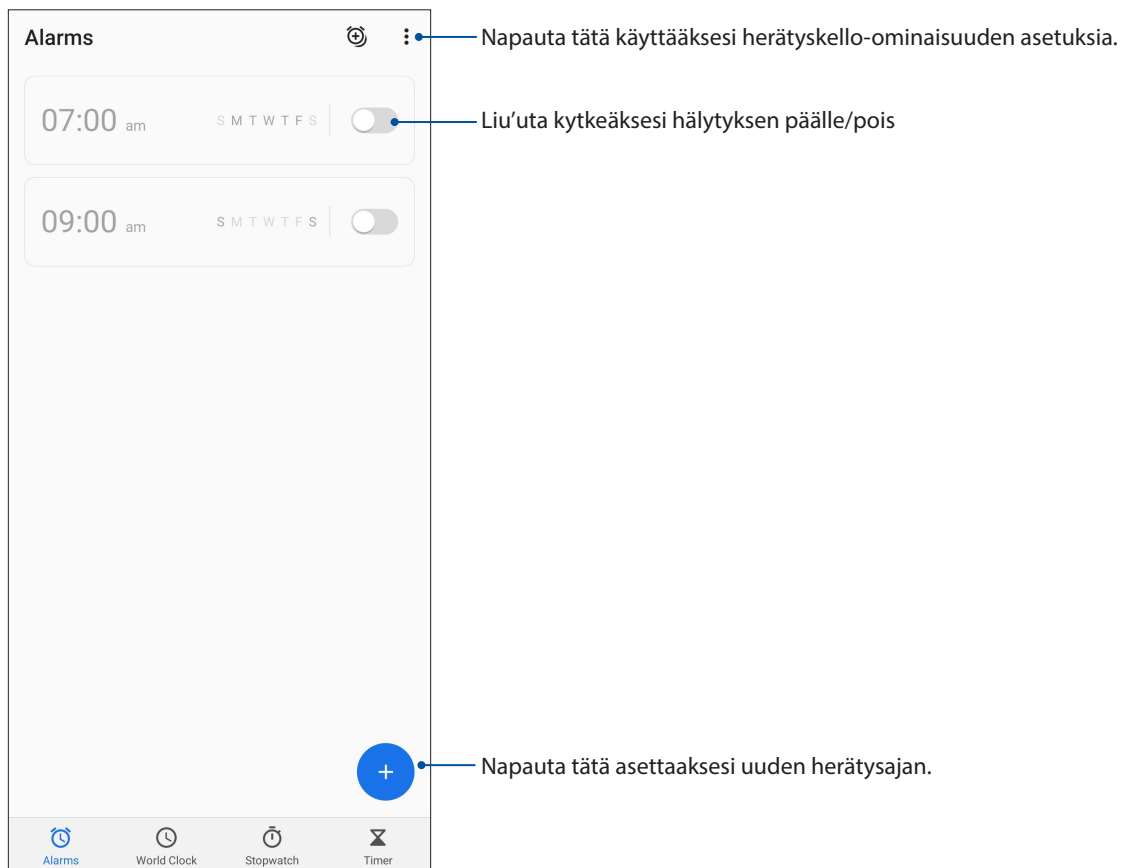 Alarms
Napauta tätä käyttääksesi herätyskello-ominaisuuden asetuksia.
07:00 am S M T W T F S
Liu’uta kytkeäksesi hälytyksen päälle/pois
09:00 am S M T W T F S
Napauta tätä asettaaksesi uuden herätysajan.
Alarms World Clock Stopwatch Timer